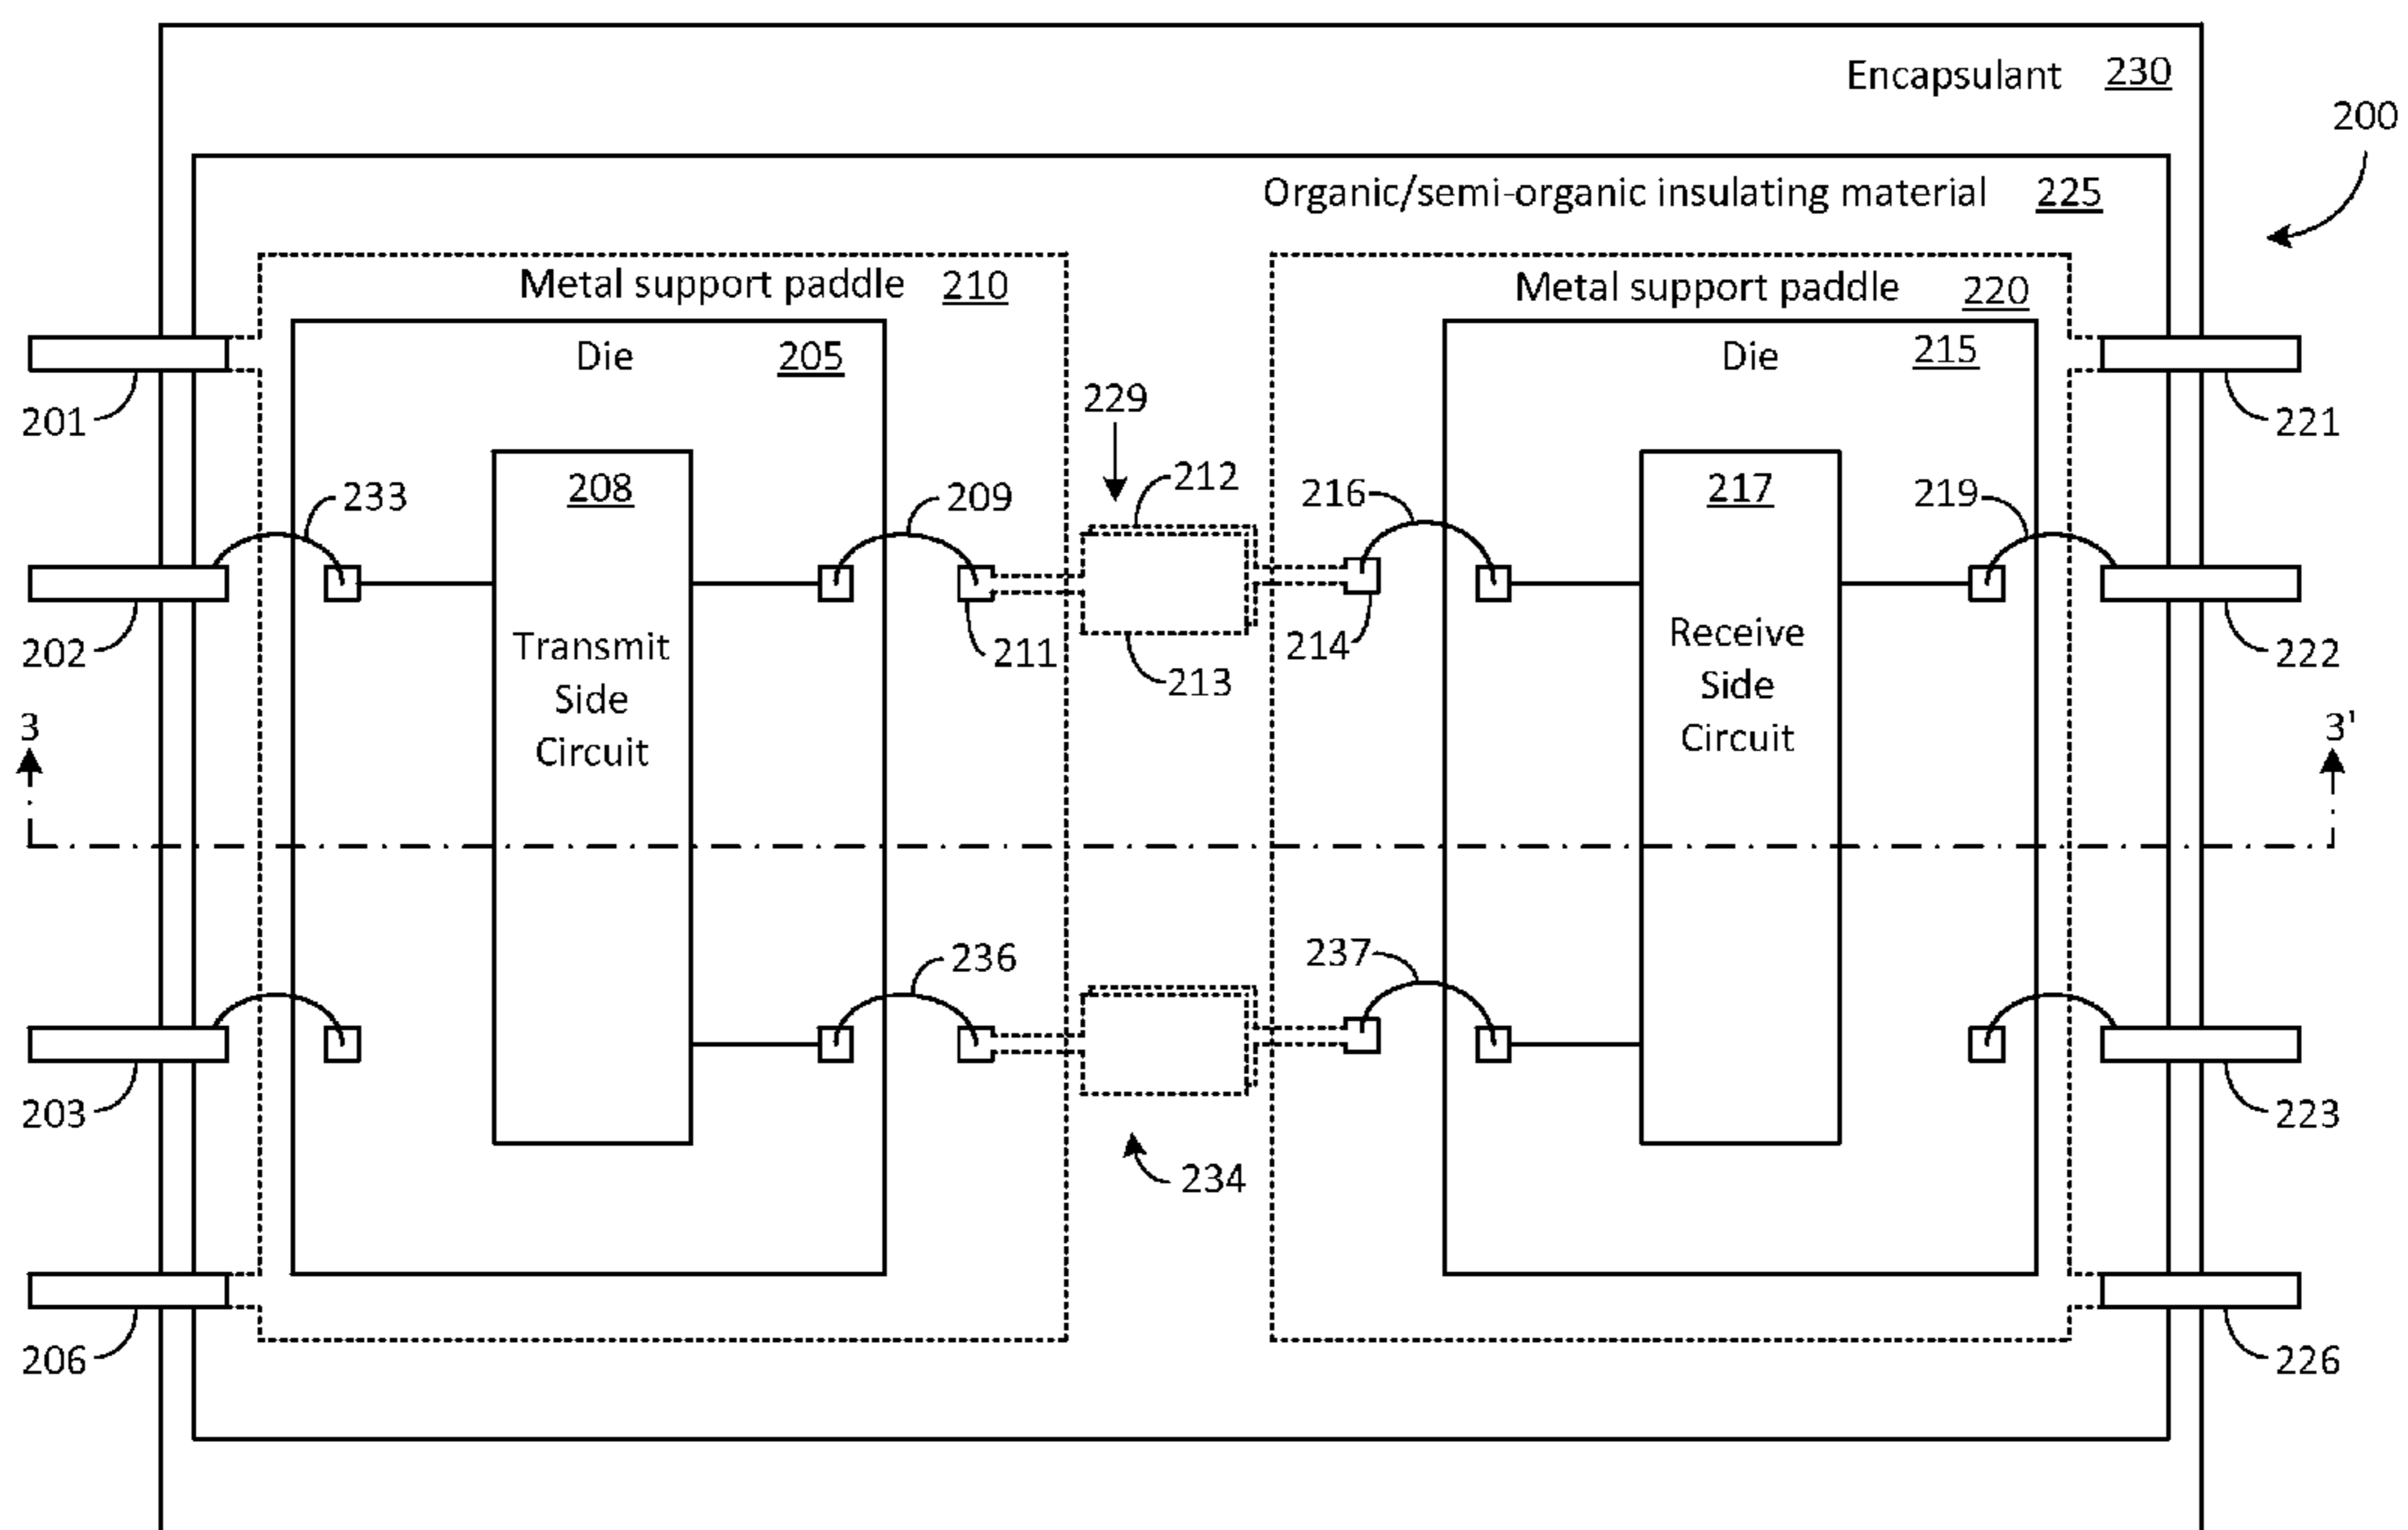 Encapsulant 230
200
Organic/semi-organic insulating material 225
Metal support paddle 210
Metal support paddle 220
Die 205
Die 215
201
229
221
212
233
208
209
216
217
219
202
211
213
214
222
Transmit
Side
Circuit
Receive
Side
Circuit
3
3'
236
237
203
234
223
206
226